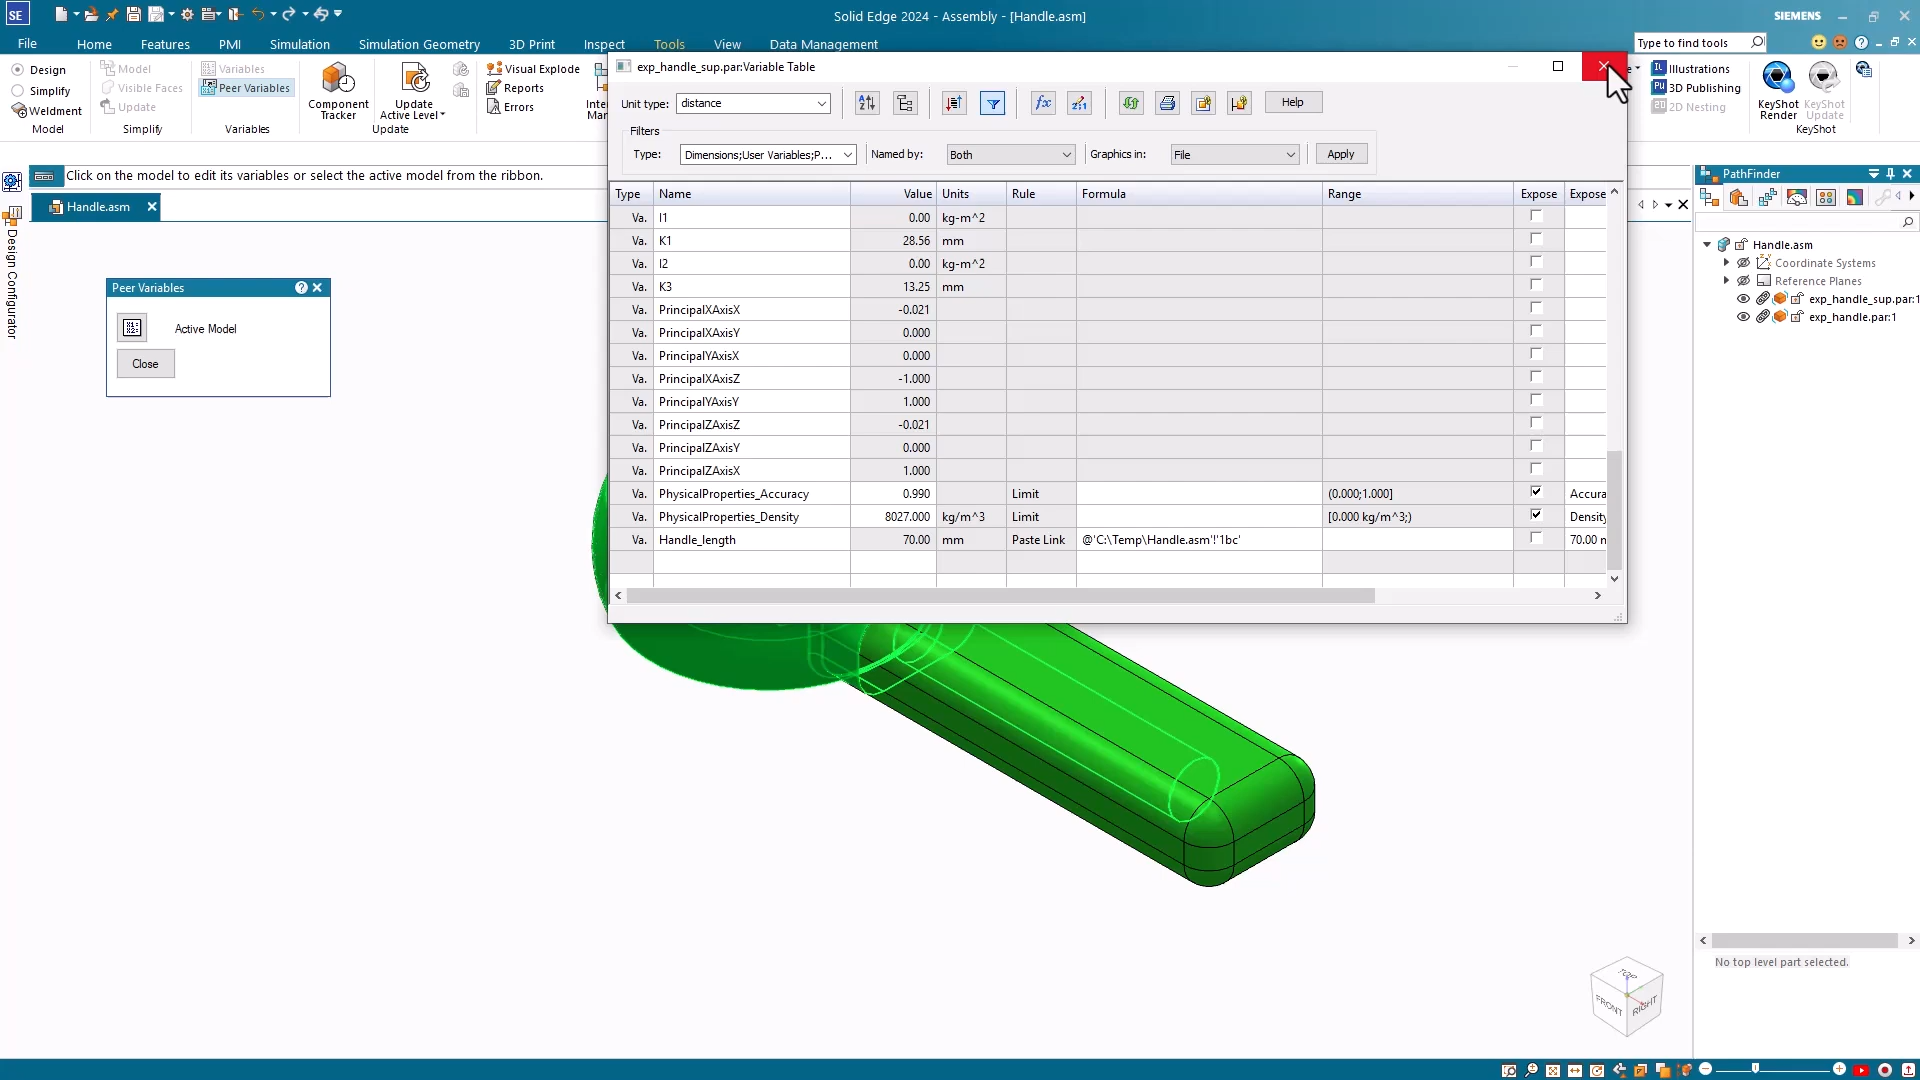 SE
Solid Edge 2024 - Assembly - [Handle.asm]
SIEMENS
File
Home
Features
PMI
Simulation
Simulation Geometry
3D Print
Inspect
Tools
View
Data Management
Type to find tools
Design
Simplify
Weldment
Model
Model
Visible Faces
Update
Simplify
Variables
Peer Variables
Variables
Component
Tracker
Update
Active Level
Update
Visual Explode
Reports
Errors
Illustrations
3D Publishing
2D Nesting
KeyShot
Render
KeyShot
Update
KeyShot
exp_handle_sup.par:Variable Table
Unit type:
distance
Help
Filters
Type:
Dimensions;User Variables;P...
Named by:
Both
Graphics in:
File
Apply
Type Name Value Units Rule Formula Range Expose Expose
Va. I1 0.00 kg-m^2
Va. K1 28.56 mm
Va. I2 0.00 kg-m^2
Va. K3 13.25 mm
Va. PrincipalXAxisX -0.021
Va. PrincipalXAxisY 0.000
Va. PrincipalYAxisX 0.000
Va. PrincipalXAxisZ -1.000
Va. PrincipalYAxisY 1.000
Va. PrincipalZAxisZ -0.021
Va. PrincipalZAxisY 0.000
Va. PrincipalZAxisX 1.000
Va. PhysicalProperties_Accuracy 0.990 Limit (0.000;1.000] Accura
Va. PhysicalProperties_Density 8027.000 kg/m^3 Limit [0.000 kg/m^3;) Density
Va. Handle_length 70.00 mm Paste Link @'C:\Temp\Handle.asm'!'1bc' 70.00 n
Click on the model to edit its variables or select the active model from the ribbon.
Handle.asm
Design Configurator
Peer Variables
Active Model
Close
PathFinder
Handle.asm
Coordinate Systems
Reference Planes
exp_handle_sup.par:1
exp_handle.par:1
No top level part selected.
TOP
FRONT
RIGHT